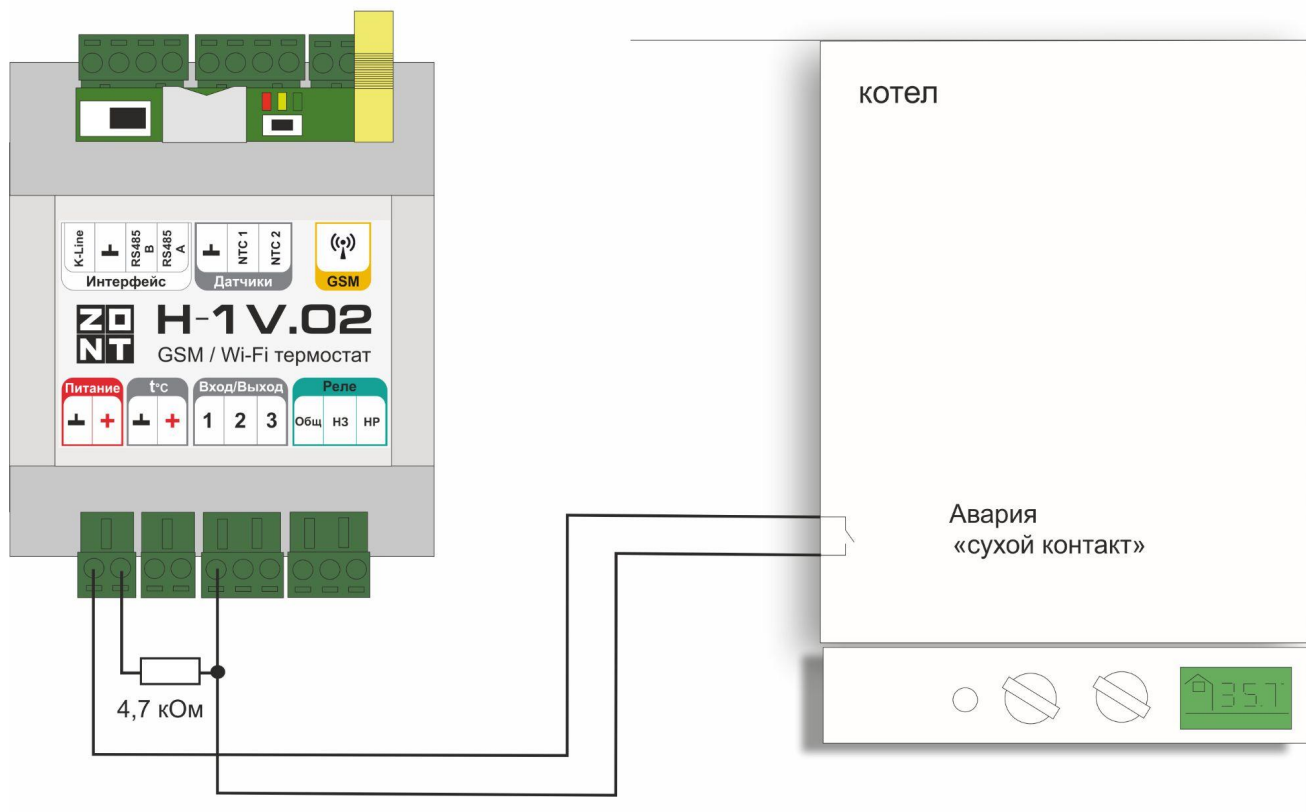 котел
K-Line
⊥
RS485 B
RS485 A
⊥
NTC 1
NTC 2
Интерфейс
Датчики
GSM
ZONT
H-1 V.02
GSM / Wi-Fi термостат
Питание
t°C
Вход/Выход
Реле
⊥ + ⊥ + 1 2 3 Общ НЗ НР
Авария
«сухой контакт»
35.7
4,7 кОм